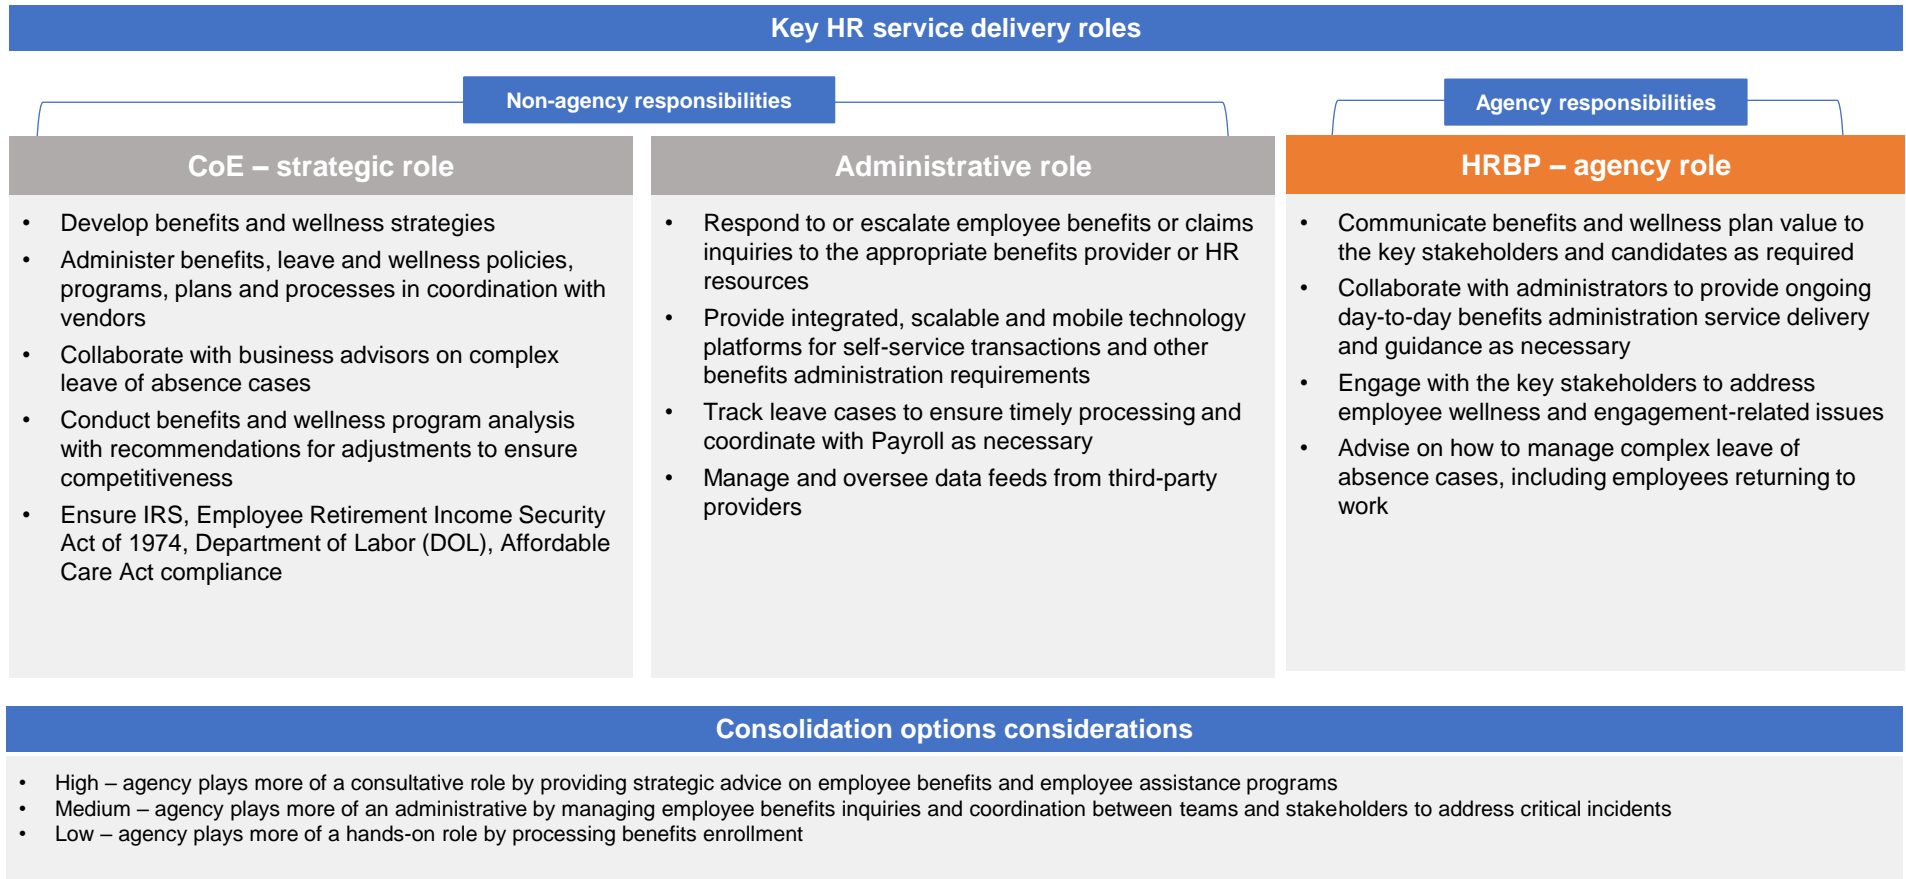 Key HR service delivery roles
Non-agency responsibilities
Agency responsibilities
CoE – strategic role
• Develop benefits and wellness strategies
• Administer benefits, leave and wellness policies,
programs, plans and processes in coordination with
vendors
• Collaborate with business advisors on complex
leave of absence cases
• Conduct benefits and wellness program analysis
with recommendations for adjustments to ensure
competitiveness
• Ensure IRS, Employee Retirement Income Security
Act of 1974, Department of Labor (DOL), Affordable
Care Act compliance
Administrative role
• Respond to or escalate employee benefits or claims
inquiries to the appropriate benefits provider or HR
resources
• Provide integrated, scalable and mobile technology
platforms for self-service transactions and other
benefits administration requirements
• Track leave cases to ensure timely processing and
coordinate with Payroll as necessary
• Manage and oversee data feeds from third-party
providers
HRBP – agency role
• Communicate benefits and wellness plan value to
the key stakeholders and candidates as required
• Collaborate with administrators to provide ongoing
day-to-day benefits administration service delivery
and guidance as necessary
• Engage with the key stakeholders to address
employee wellness and engagement-related issues
• Advise on how to manage complex leave of
absence cases, including employees returning to
work
Consolidation options considerations
• High – agency plays more of a consultative role by providing strategic advice on employee benefits and employee assistance programs
• Medium – agency plays more of an administrative by managing employee benefits inquiries and coordination between teams and stakeholders to address critical incidents
• Low – agency plays more of a hands-on role by processing benefits enrollment